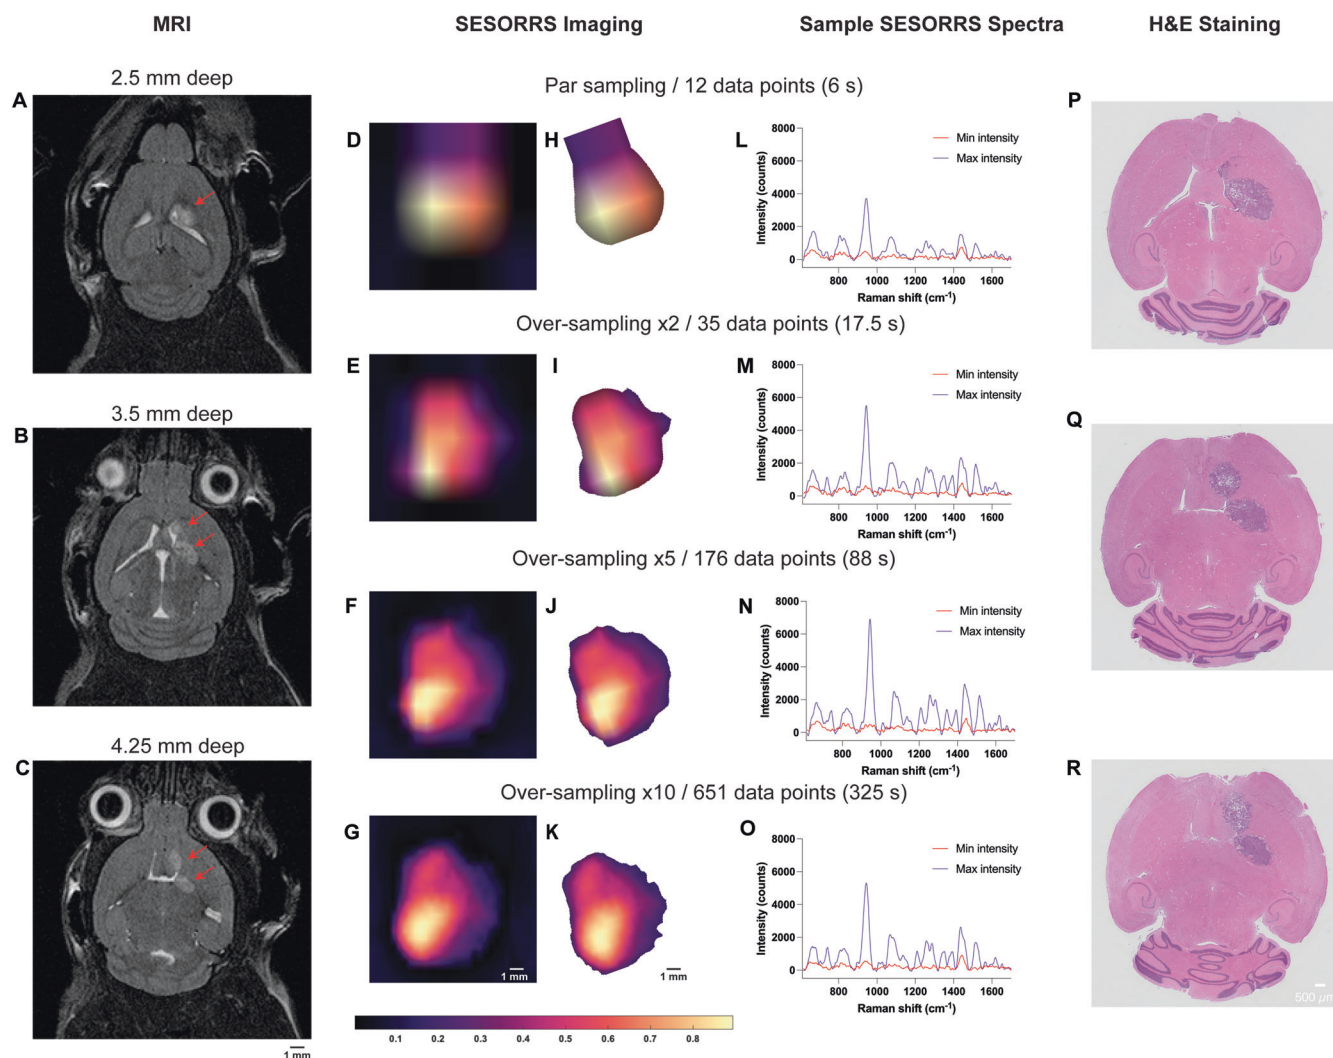 MRI
SESORRS Imaging
Sample SESORRS Spectra
H&E Staining
2.5 mm deep
A
3.5 mm deep
B
4.25 mm deep
C
1 mm
Par sampling / 12 data points (6 s)
D
H
L
8000
6000
4000
2000
0
Intensity (counts)
Min intensity
Max intensity
800 1000 1200 1400 1600
Raman shift (cm⁻¹)
Over-sampling x2 / 35 data points (17.5 s)
E
I
M
8000
6000
4000
2000
0
Intensity (counts)
Min intensity
Max intensity
800 1000 1200 1400 1600
Raman shift (cm⁻¹)
Over-sampling x5 / 176 data points (88 s)
F
J
N
8000
6000
4000
2000
0
Intensity (counts)
Min intensity
Max intensity
800 1000 1200 1400 1600
Raman shift (cm⁻¹)
Over-sampling x10 / 651 data points (325 s)
G
1 mm
K
1 mm
O
8000
6000
4000
2000
0
Intensity (counts)
Min intensity
Max intensity
800 1000 1200 1400 1600
Raman shift (cm⁻¹)
0.1 0.2 0.3 0.4 0.5 0.6 0.7 0.8
P
Q
R
500 µm